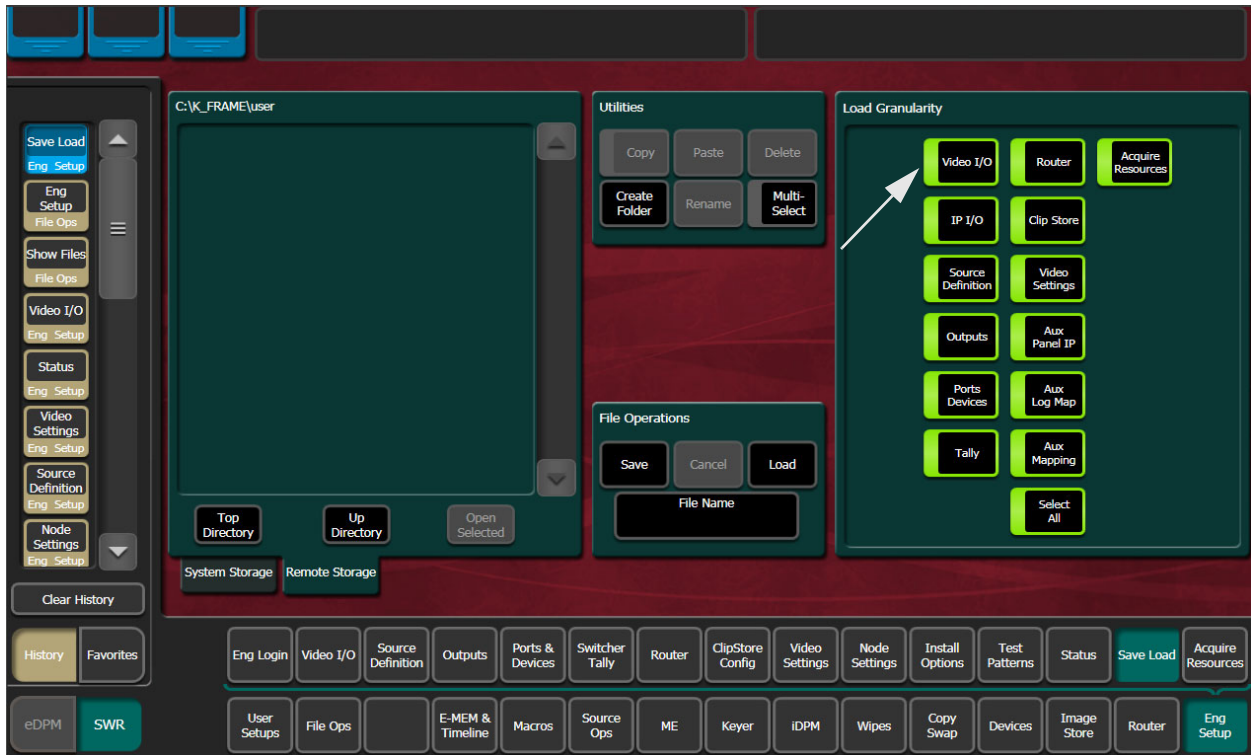 C:\K_FRAME\user
Utilities
Load Granularity
Save Load
Eng Setup
Eng
Setup
File Ops
Show Files
File Ops
Video I/O
Eng Setup
Status
Eng Setup
Video
Settings
Eng Setup
Source
Definition
Eng Setup
Node
Settings
Eng Setup
Clear History
History
Favorites
eDPM
SWR
Top
Directory
Up
Directory
Open
Selected
System Storage
Remote Storage
Copy
Paste
Delete
Create
Folder
Rename
Multi-
Select
File Operations
Save
Cancel
Load
File Name
Video I/O
Router
Acquire
Resources
IP I/O
Clip Store
Source
Definition
Video
Settings
Outputs
Aux
Panel IP
Ports
Devices
Aux
Log Map
Tally
Aux
Mapping
Select
All
Eng Login
Video I/O
Source
Definition
Outputs
Ports &
Devices
Switcher
Tally
Router
ClipStore
Config
Video
Settings
Node
Settings
Install
Options
Test
Patterns
Status
Save Load
Acquire
Resources
User
Setups
File Ops
E-MEM &
Timeline
Macros
Source
Ops
ME
Keyer
iDPM
Wipes
Copy
Swap
Devices
Image
Store
Router
Eng
Setup